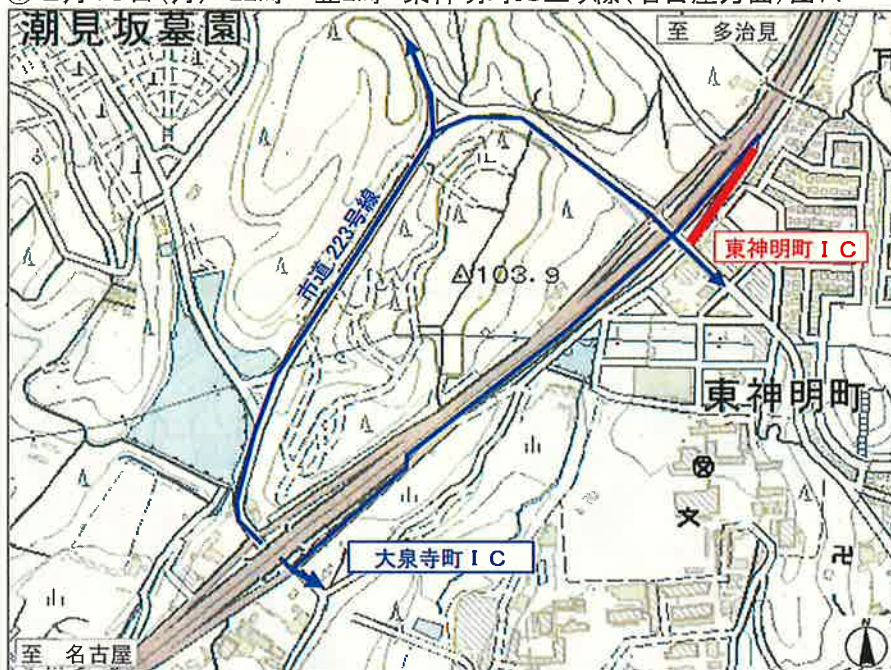 潮見坂墓園
至 多治見
市道 223号線
東神明町ＩＣ
103.9
東神明町
文
大泉寺町ＩＣ
卍
至 名古屋
N